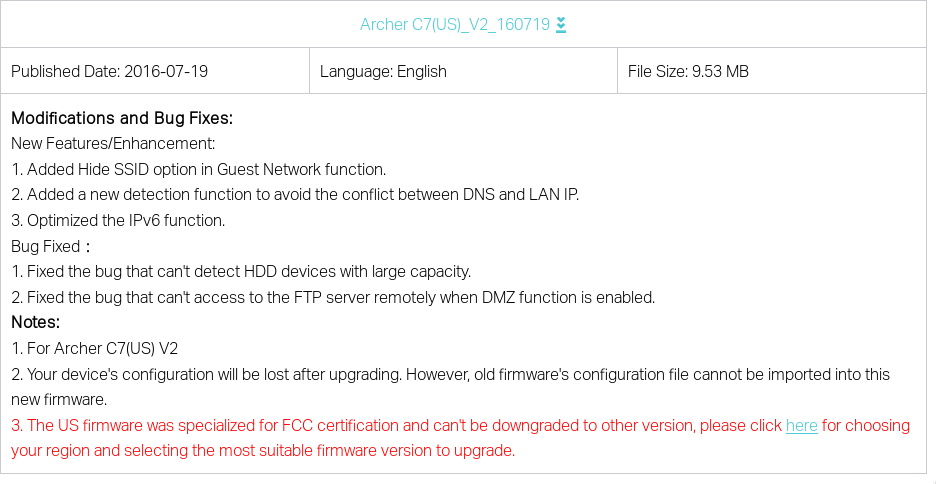 Archer C7(US)_V2_160719
Published Date: 2016-07-19
Language: English
File Size: 9.53 MB
Modifications and Bug Fixes:
New Features/Enhancement:
1. Added Hide SSID option in Guest Network function.
2. Added a new detection function to avoid the conflict between DNS and LAN IP.
3. Optimized the IPv6 function.
Bug Fixed：
1. Fixed the bug that can't detect HDD devices with large capacity.
2. Fixed the bug that can't access to the FTP server remotely when DMZ function is enabled.
Notes:
1. For Archer C7(US) V2
2. Your device's configuration will be lost after upgrading. However, old firmware's configuration file cannot be imported into this
new firmware.
3. The US firmware was specialized for FCC certification and can't be downgraded to other version, please click here for choosing
your region and selecting the most suitable firmware version to upgrade.